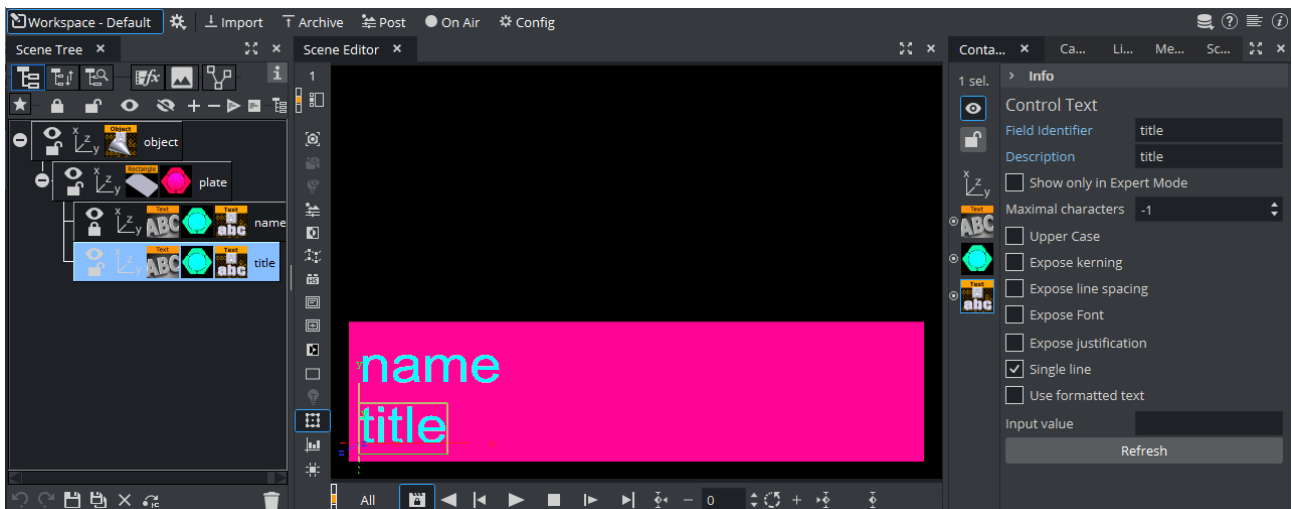 Workspace - Default Import Archive Post On Air Config
Scene Tree × Scene Editor × Conta... × Ca... Li... Me... Sc...
1
1 sel.
Info
Control Text
Field Identifier title
Description title
Show only in Expert Mode
Maximal characters -1
Upper Case
Expose kerning
Expose line spacing
Expose Font
Expose justification
Single line
Use formatted text
Input value
Refresh
Object object
Rectangle plate
Text ABC Text abc name
Text ABC Text abc title
Text
ABC
Text
abc
name
title
All 0